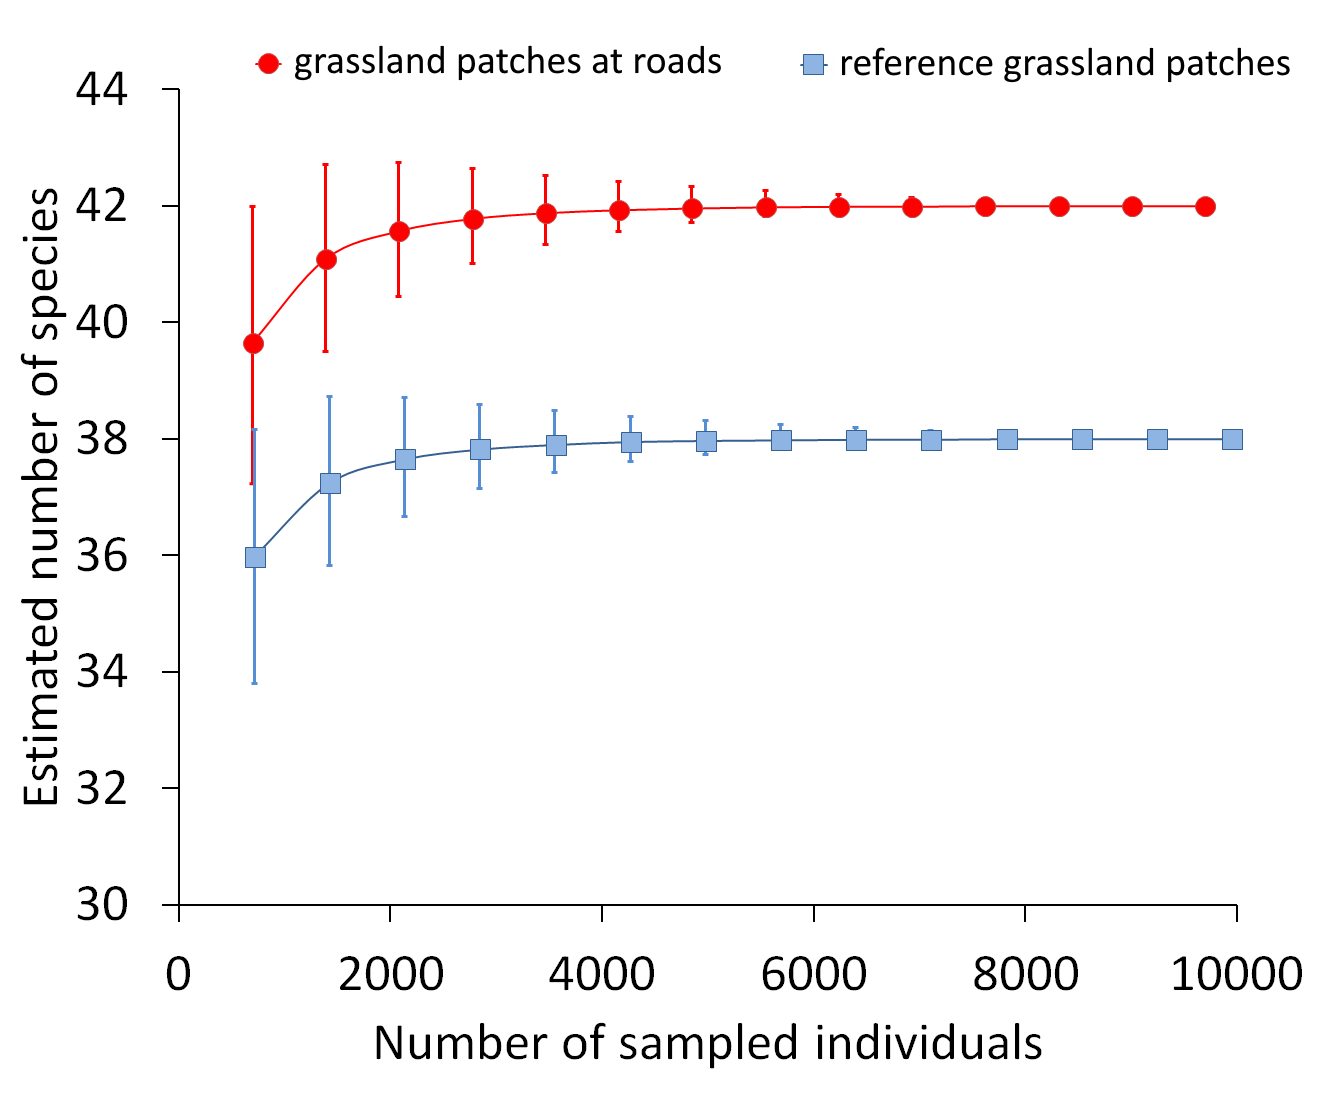 grassland patches at roads
reference grassland patches
44
42
40
38
36
34
32
30
Estimated number of species
0 2000 4000 6000 8000 10000
Number of sampled individuals